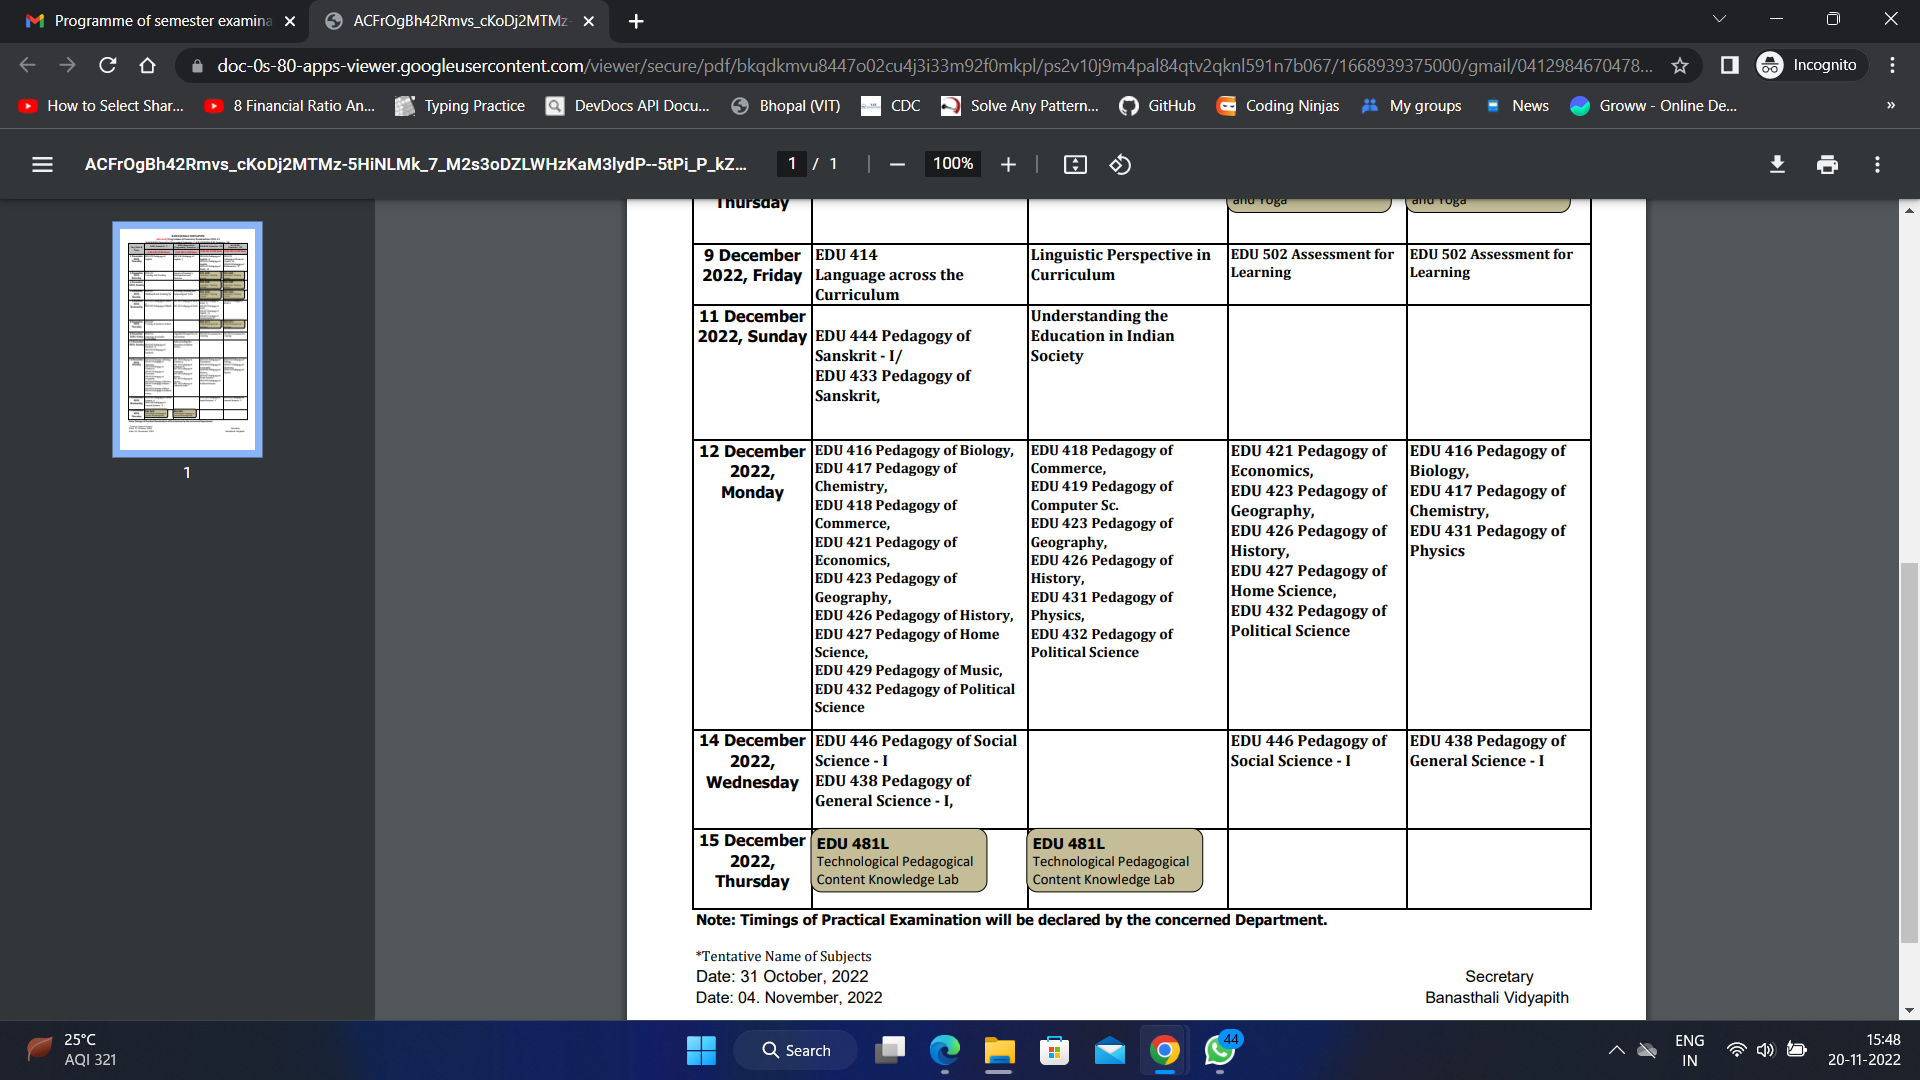 Programme of semester examina
ACFrOgBh42Rmvs_cKoDj2MTMz-
doc-0s-80-apps-viewer.googleusercontent.com/viewer/secure/pdf/bkqdkmvu8447o02cu4j3i33m92f0mkpl/ps2v10j9m4pal84qtv2qknl591n7b067/1668939375000/gmail/0412984670478...
Incognito
How to Select Shar...
8 Financial Ratio An...
Typing Practice
DevDocs API Docu...
Bhopal (VIT)
CDC
Solve Any Pattern...
GitHub
Coding Ninjas
My groups
News
Groww - Online De...
»
ACFrOgBh42Rmvs_cKoDj2MTMz-5HiNLMk_7_M2s3oDZLWHzKaM3lydP--5tPi_P_kZ...
1 / 1
100%
1
Thursday
and Yoga
and Yoga
9 December
2022, Friday
EDU 414
Language across the
Curriculum
Linguistic Perspective in
Curriculum
EDU 502 Assessment for
Learning
EDU 502 Assessment for
Learning
11 December
2022, Sunday
EDU 444 Pedagogy of
Sanskrit - I/
EDU 433 Pedagogy of
Sanskrit,
Understanding the
Education in Indian
Society
12 December
2022,
Monday
EDU 416 Pedagogy of Biology,
EDU 417 Pedagogy of
Chemistry,
EDU 418 Pedagogy of
Commerce,
EDU 421 Pedagogy of
Economics,
EDU 423 Pedagogy of
Geography,
EDU 426 Pedagogy of History,
EDU 427 Pedagogy of Home
Science,
EDU 429 Pedagogy of Music,
EDU 432 Pedagogy of Political
Science
EDU 418 Pedagogy of
Commerce,
EDU 419 Pedagogy of
Computer Sc.
EDU 423 Pedagogy of
Geography,
EDU 426 Pedagogy of
History,
EDU 431 Pedagogy of
Physics,
EDU 432 Pedagogy of
Political Science
EDU 421 Pedagogy of
Economics,
EDU 423 Pedagogy of
Geography,
EDU 426 Pedagogy of
History,
EDU 427 Pedagogy of
Home Science,
EDU 432 Pedagogy of
Political Science
EDU 416 Pedagogy of
Biology,
EDU 417 Pedagogy of
Chemistry,
EDU 431 Pedagogy of
Physics
14 December
2022,
Wednesday
EDU 446 Pedagogy of Social
Science - I
EDU 438 Pedagogy of
General Science - I,
EDU 446 Pedagogy of
Social Science - I
EDU 438 Pedagogy of
General Science - I
15 December
2022,
Thursday
EDU 481L
Technological Pedagogical
Content Knowledge Lab
EDU 481L
Technological Pedagogical
Content Knowledge Lab
Note: Timings of Practical Examination will be declared by the concerned Department.
*Tentative Name of Subjects
Date: 31 October, 2022
Date: 04. November, 2022
Secretary
Banasthali Vidyapith
25°C
AQI 321
Search
44
ENG
IN
15:48
20-11-2022